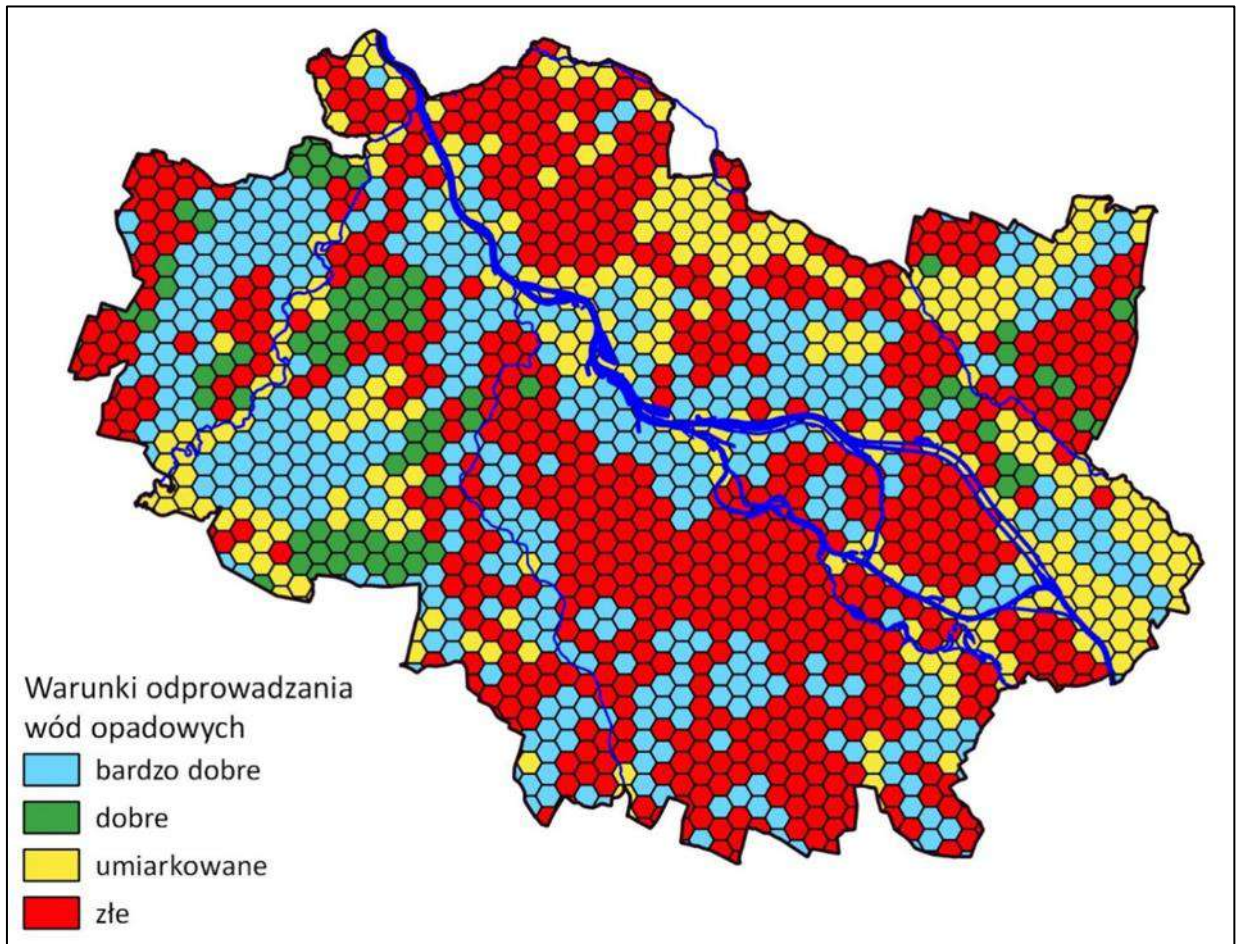 Warunki odprowadzania
wód opadowych
bardzo dobre
dobre
umiarkowane
złe